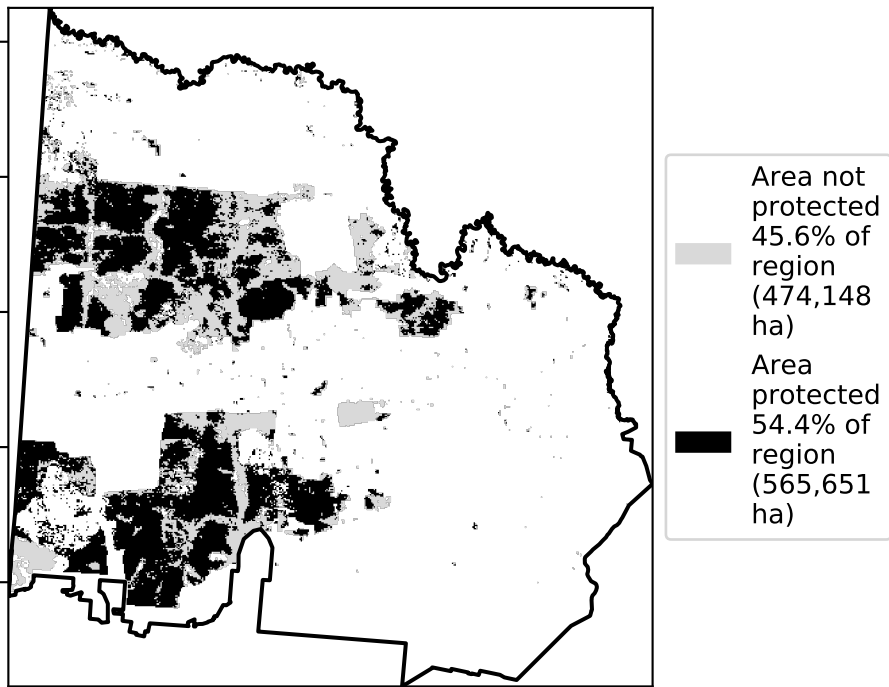 Area not
protected
45.6% of
region
(474,148
ha)
Area
protected
54.4% of
region
(565,651
ha)